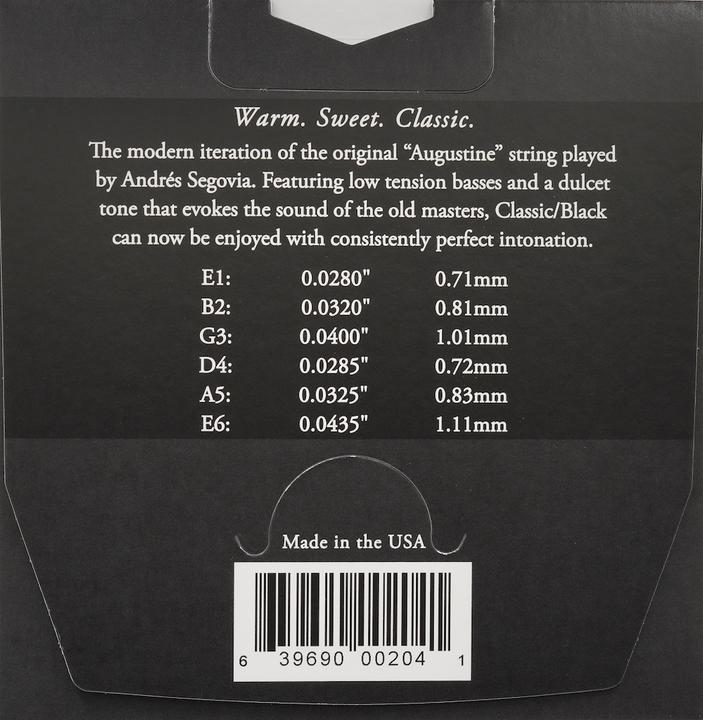 Warm. Sweet. Classic.
The modern iteration of the original “Augustine” string played
by Andrés Segovia. Featuring low tension basses and a dulcet
tone that evokes the sound of the old masters, Classic/Black
can now be enjoyed with consistently perfect intonation.
E1: 0.0280" 0.71mm
B2: 0.0320" 0.81mm
G3: 0.0400" 1.01mm
D4: 0.0285" 0.72mm
A5: 0.0325" 0.83mm
E6: 0.0435" 1.11mm
Made in the USA
6 39690 00204 1